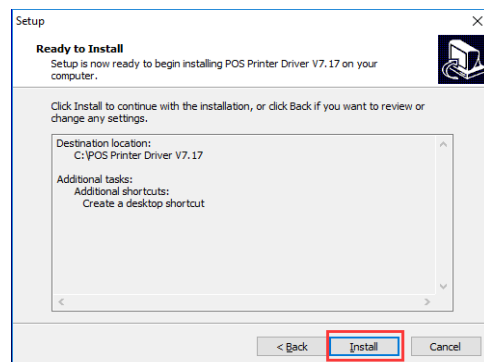 Setup
Ready to Install
Setup is now ready to begin installing POS Printer Driver V7.17 on your
computer.
Click Install to continue with the installation, or click Back if you want to review or
change any settings.
Destination location:
C:\POS Printer Driver V7.17
Additional tasks:
Additional shortcuts:
Create a desktop shortcut
< Back
Install
Cancel